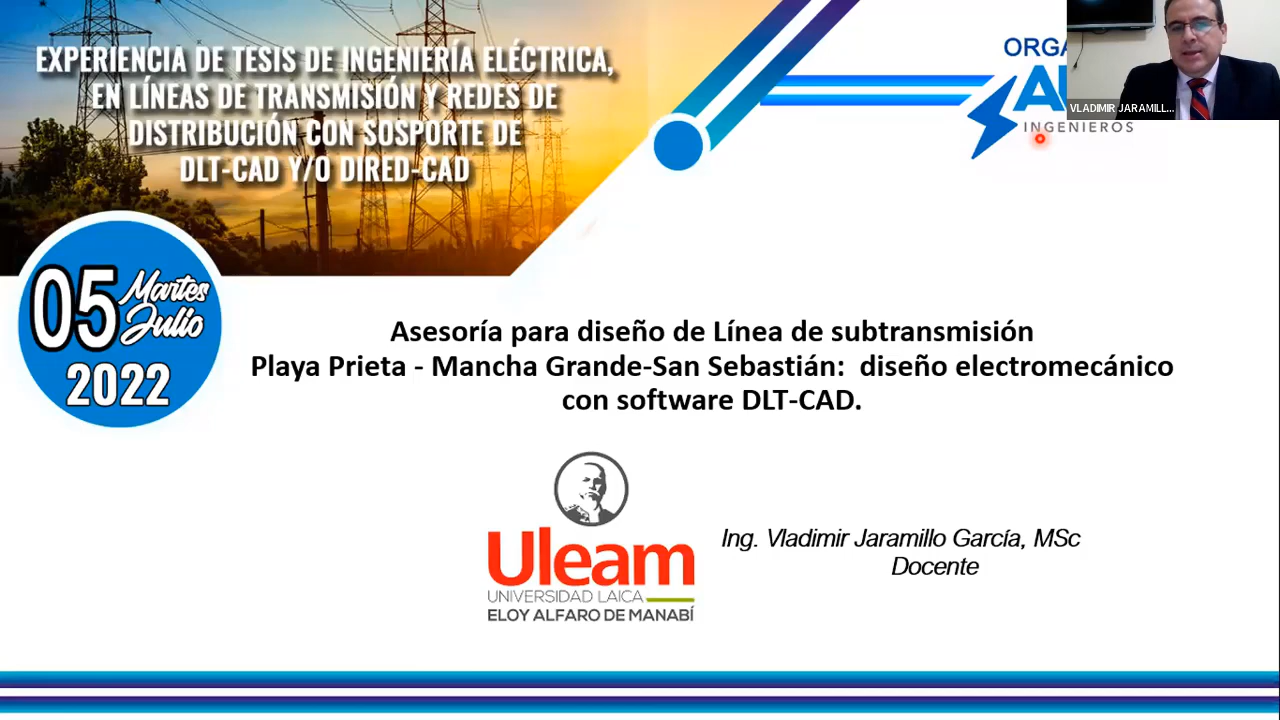 EXPERIENCIA DE TESIS DE INGENIERÍA ELÉCTRICA,
EN LÍNEAS DE TRANSMISIÓN Y REDES DE
DISTRIBUCIÓN CON SOSPORTE DE
DLT-CAD Y/O DIRED-CAD
VLADIMIR JARAMILL...
INGENIEROS
05 Martes
Julio
2022
Asesoría para diseño de Línea de subtransmisión
Playa Prieta - Mancha Grande-San Sebastián: diseño electromecánico
con software DLT-CAD.
Uleam
UNIVERSIDAD LAICA
ELOY ALFARO DE MANABÍ
Ing. Vladimir Jaramillo García, MSc
Docente